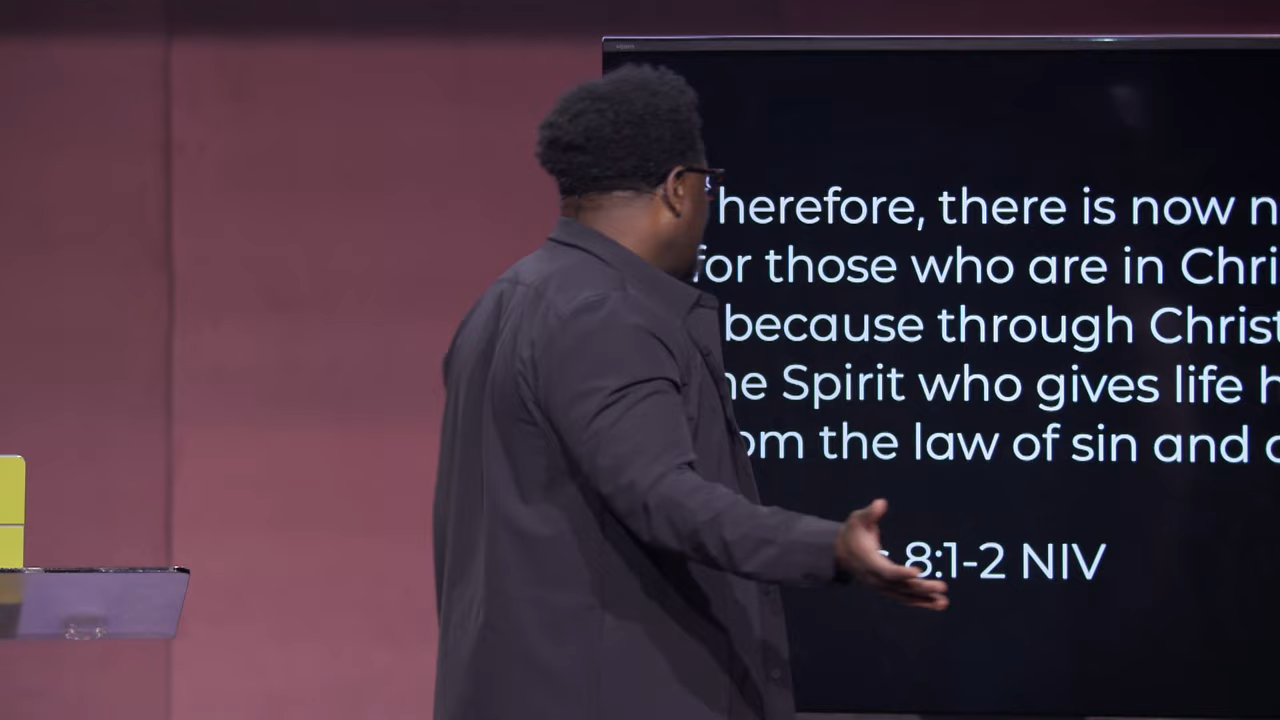 herefore, there is now n
for those who are in Chri
because through Christ
he Spirit who gives life h
om the law of sin and
8:1-2 NIV